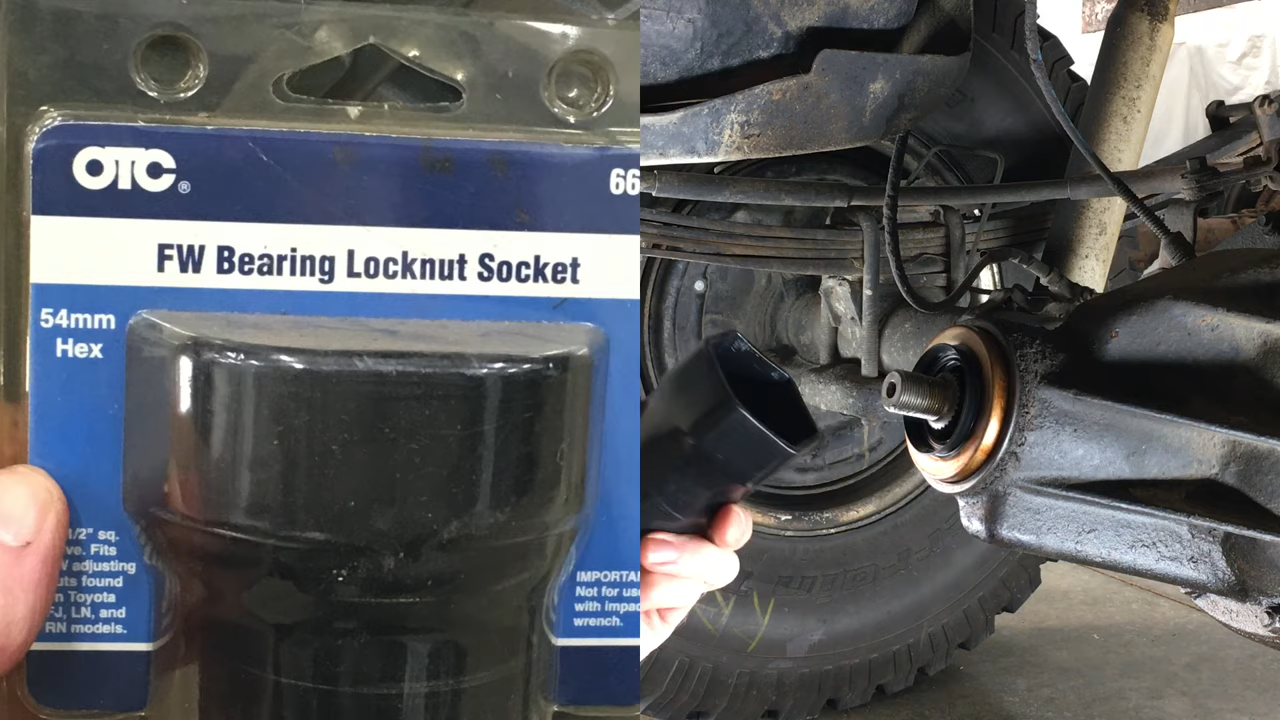 OTC®
66
FW Bearing Locknut Socket
54mm
Hex
1/2" sq.
ve. Fits
W adjusting
uts found
n Toyota
FJ, LN, and
RN models.
IMPORTA
Not for us
with impac
wrench.